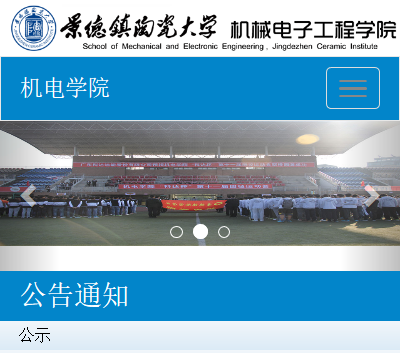 景德镇陶瓷大学 机械电子工程学院
School of Mechanical and Electronic Engineering, Jingdezhen Ceramic Institute
机电学院
公告通知
公示